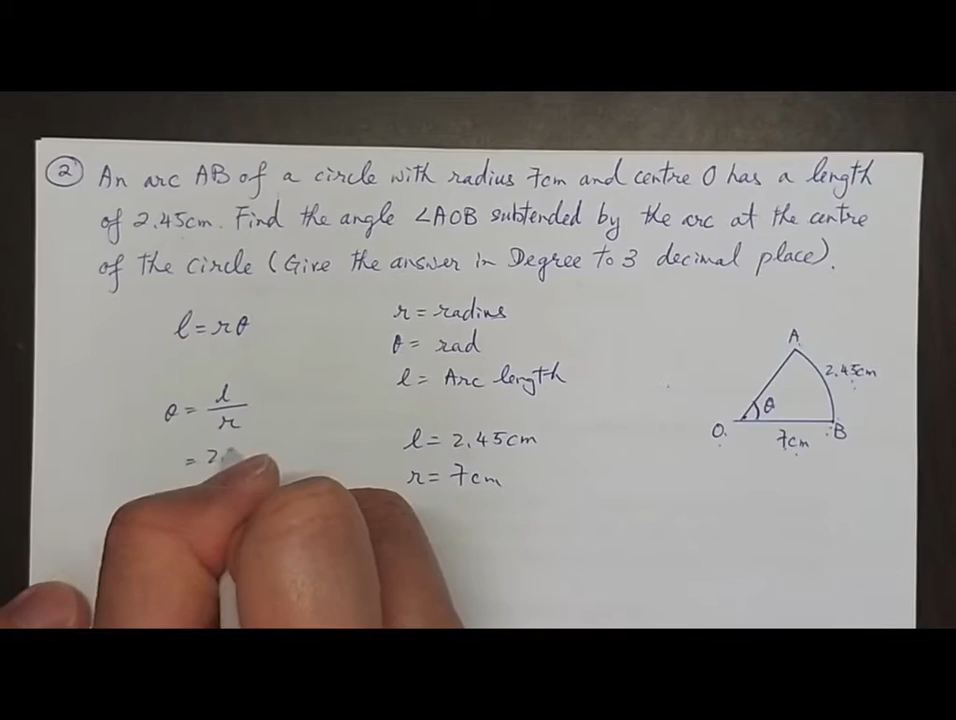 ② An arc AB of a circle with radius 7cm and centre O has a length
of 2.45cm. Find the angle ∠AOB subtended by the arc at the centre
of the circle (Give the answer in Degree to 3 decimal place).
l = rθ
θ = l/r
= 2.
r = radius
θ = rad
l = Arc length
l = 2.45cm
r = 7cm
A
2.45cm
θ
O
B
7cm